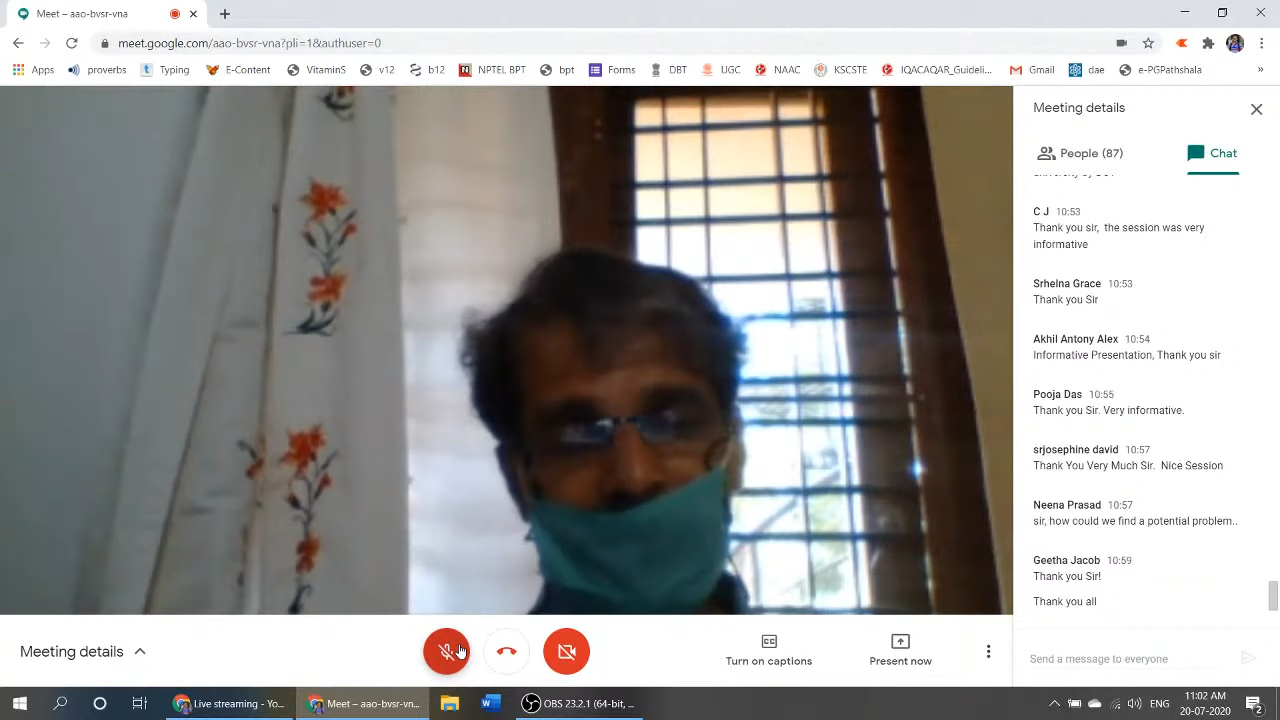 Meet – aao-bvsr-vna
meet.google.com/aao-bvsr-vna?pli=1&authuser=0
Apps proverbs Typing E-Content VitaminS v12 b12 NPTEL BPT bpt Forms DBT UGC NAAC KSCSTE IQACAQAR_Guideli... Gmail dae e-PGPathshala »
Meeting details
People (87) Chat
C J 10:53
Thank you sir, the session was very
informative
Srhelna Grace 10:53
Thank you Sir
Akhil Antony Alex 10:54
Informative Presentation, Thank you sir
Pooja Das 10:55
Thank you Sir. Very informative.
srjosephine david 10:57
Thank You Very Much Sir. Nice Session
Neena Prasad 10:57
sir, how could we find a potential problem..
Geetha Jacob 10:59
Thank you Sir!
Thank you all
Meeting details
Turn on captions
Present now
Send a message to everyone
Live streaming - Yo...
Meet – aao-bvsr-vna...
OBS 23.2.1 (64-bit, ...
ENG
11:02 AM
20-07-2020
2